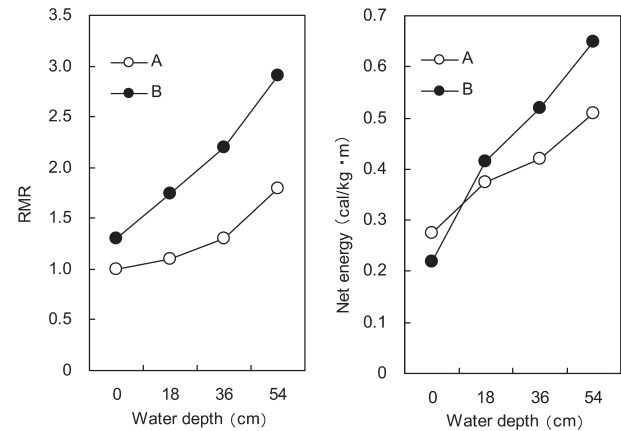 3.5
3.0
2.5
2.0
1.5
1.0
0.5
0
RMR
A
B
0 18 36 54
Water depth (cm)
0.7
0.6
0.5
0.4
0.3
0.2
0.1
0
Net energy (cal/kg・m)
A
B
0 18 36 54
Water depth (cm)